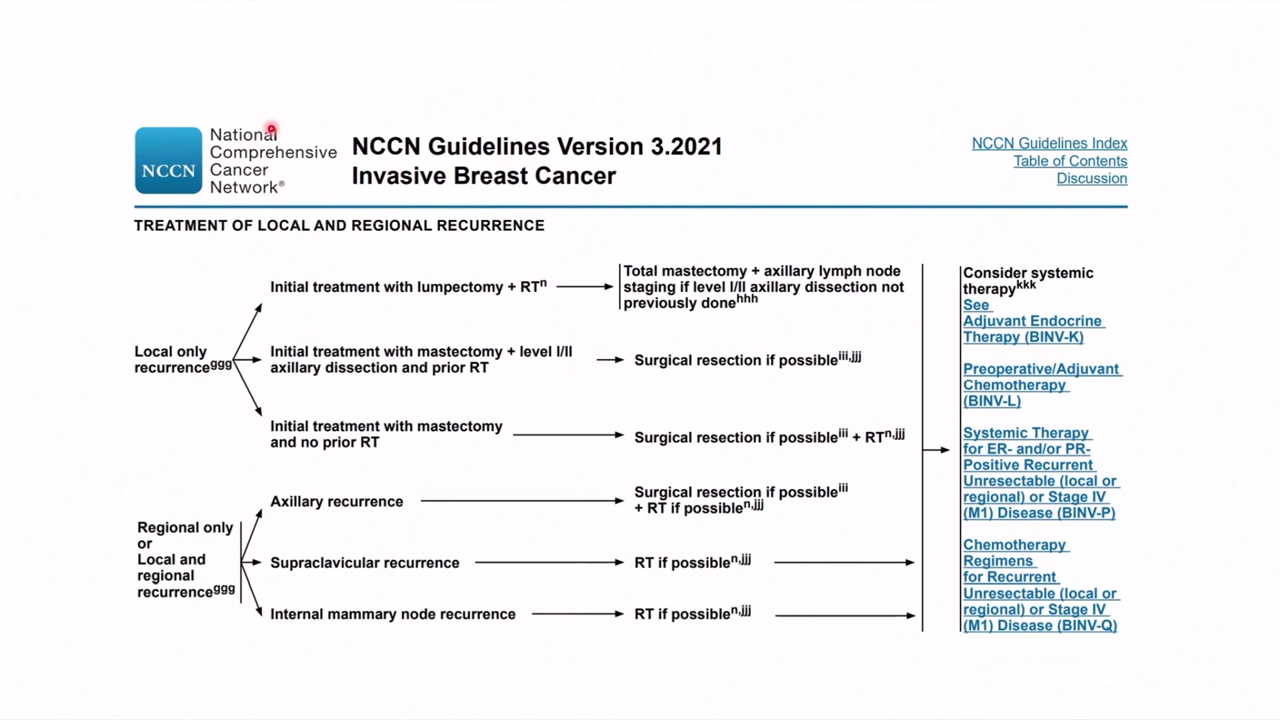 National
Comprehensive
Cancer
Network®
NCCN
NCCN Guidelines Version 3.2021
Invasive Breast Cancer
NCCN Guidelines Index
Table of Contents
Discussion
TREATMENT OF LOCAL AND REGIONAL RECURRENCE
Local only
recurrenceggg
Initial treatment with lumpectomy + RTn
Total mastectomy + axillary lymph node
staging if level I/II axillary dissection not
previously donehhh
Initial treatment with mastectomy + level I/II
axillary dissection and prior RT
Surgical resection if possibleiii,jjj
Initial treatment with mastectomy
and no prior RT
Surgical resection if possibleiii + RTn,jjj
Regional only
or
Local and
regional
recurrenceggg
Axillary recurrence
Surgical resection if possibleiii
+ RT if possiblen,jjj
Supraclavicular recurrence
RT if possiblen,jjj
Internal mammary node recurrence
RT if possiblen,jjj
Consider systemic
therapykkk
See
Adjuvant Endocrine
Therapy (BINV-K)
Preoperative/Adjuvant
Chemotherapy
(BINV-L)
Systemic Therapy
for ER- and/or PR-
Positive Recurrent
Unresectable (local or
regional) or Stage IV
(M1) Disease (BINV-P)
Chemotherapy
Regimens
for Recurrent
Unresectable (local or
regional) or Stage IV
(M1) Disease (BINV-Q)